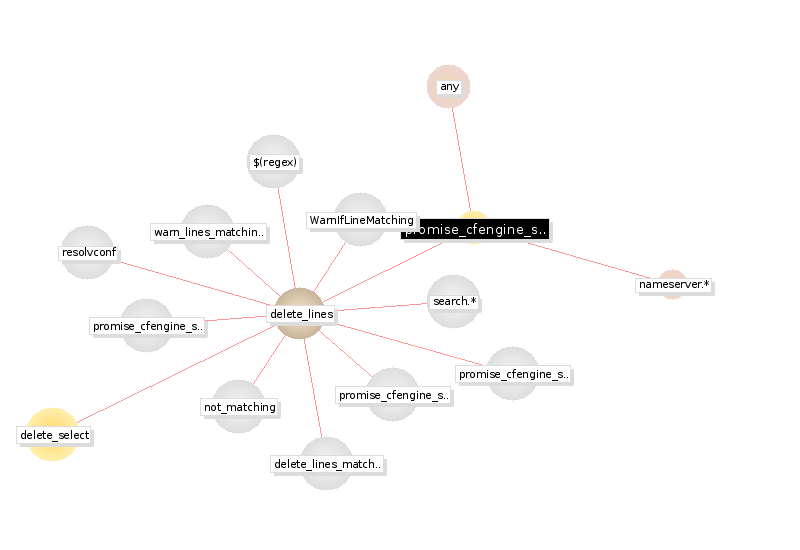 any
$(regex)
WarnIfLineMatching
promise_cfengine_s..
warn_lines_matchin..
resolvconf
nameserver.*
search.*
delete_lines
promise_cfengine_s..
promise_cfengine_s..
promise_cfengine_s..
not_matching
delete_select
delete_lines_match..